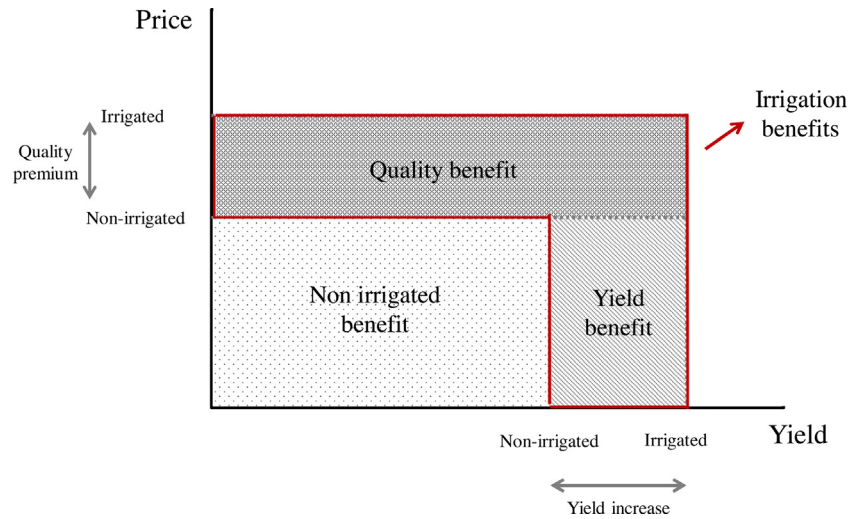 Price
Irrigated
Irrigation
benefits
Quality
premium
Quality benefit
Non-irrigated
Non irrigated
benefit
Yield
benefit
Non-irrigated
Irrigated
Yield
Yield increase